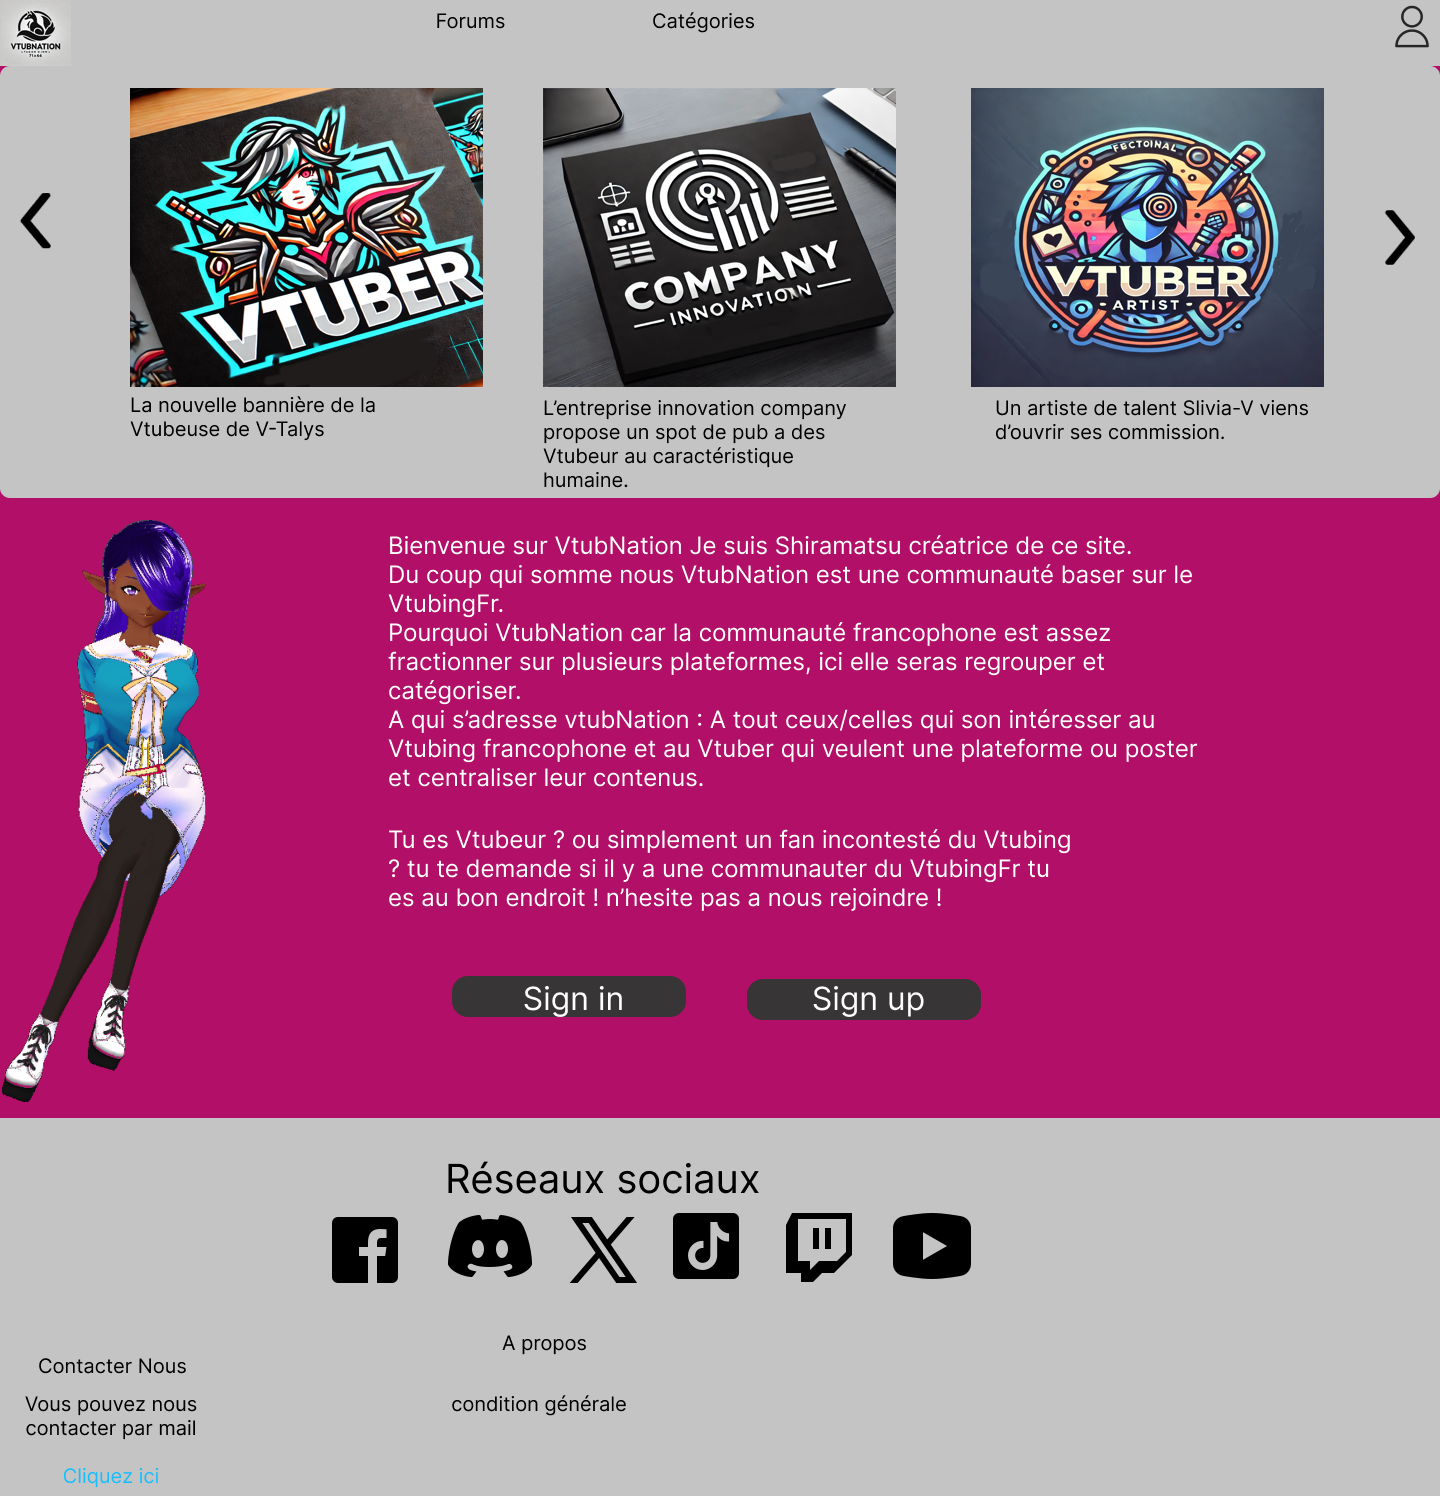 VTUBNATION
Forums
Catégories
VTUBER
COMPANY
INNOVATION
FECTOINAL
VTUBER
ARTIST
La nouvelle bannière de la
Vtubeuse de V-Talys
L’entreprise innovation company
propose un spot de pub a des
Vtubeur au caractéristique
humaine.
Un artiste de talent Slivia-V viens
d’ouvrir ses commission.
Bienvenue sur VtubNation Je suis Shiramatsu créatrice de ce site.
Du coup qui somme nous VtubNation est une communauté baser sur le
VtubingFr.
Pourquoi VtubNation car la communauté francophone est assez
fractionner sur plusieurs plateformes, ici elle seras regrouper et
catégoriser.
A qui s’adresse vtubNation : A tout ceux/celles qui son intéresser au
Vtubing francophone et au Vtuber qui veulent une plateforme ou poster
et centraliser leur contenus.
Tu es Vtubeur ? ou simplement un fan incontesté du Vtubing
? tu te demande si il y a une communauter du VtubingFr tu
es au bon endroit ! n’hesite pas a nous rejoindre !
Sign in
Sign up
Réseaux sociaux
A propos
Contacter Nous
Vous pouvez nous
contacter par mail
condition générale
Cliquez ici